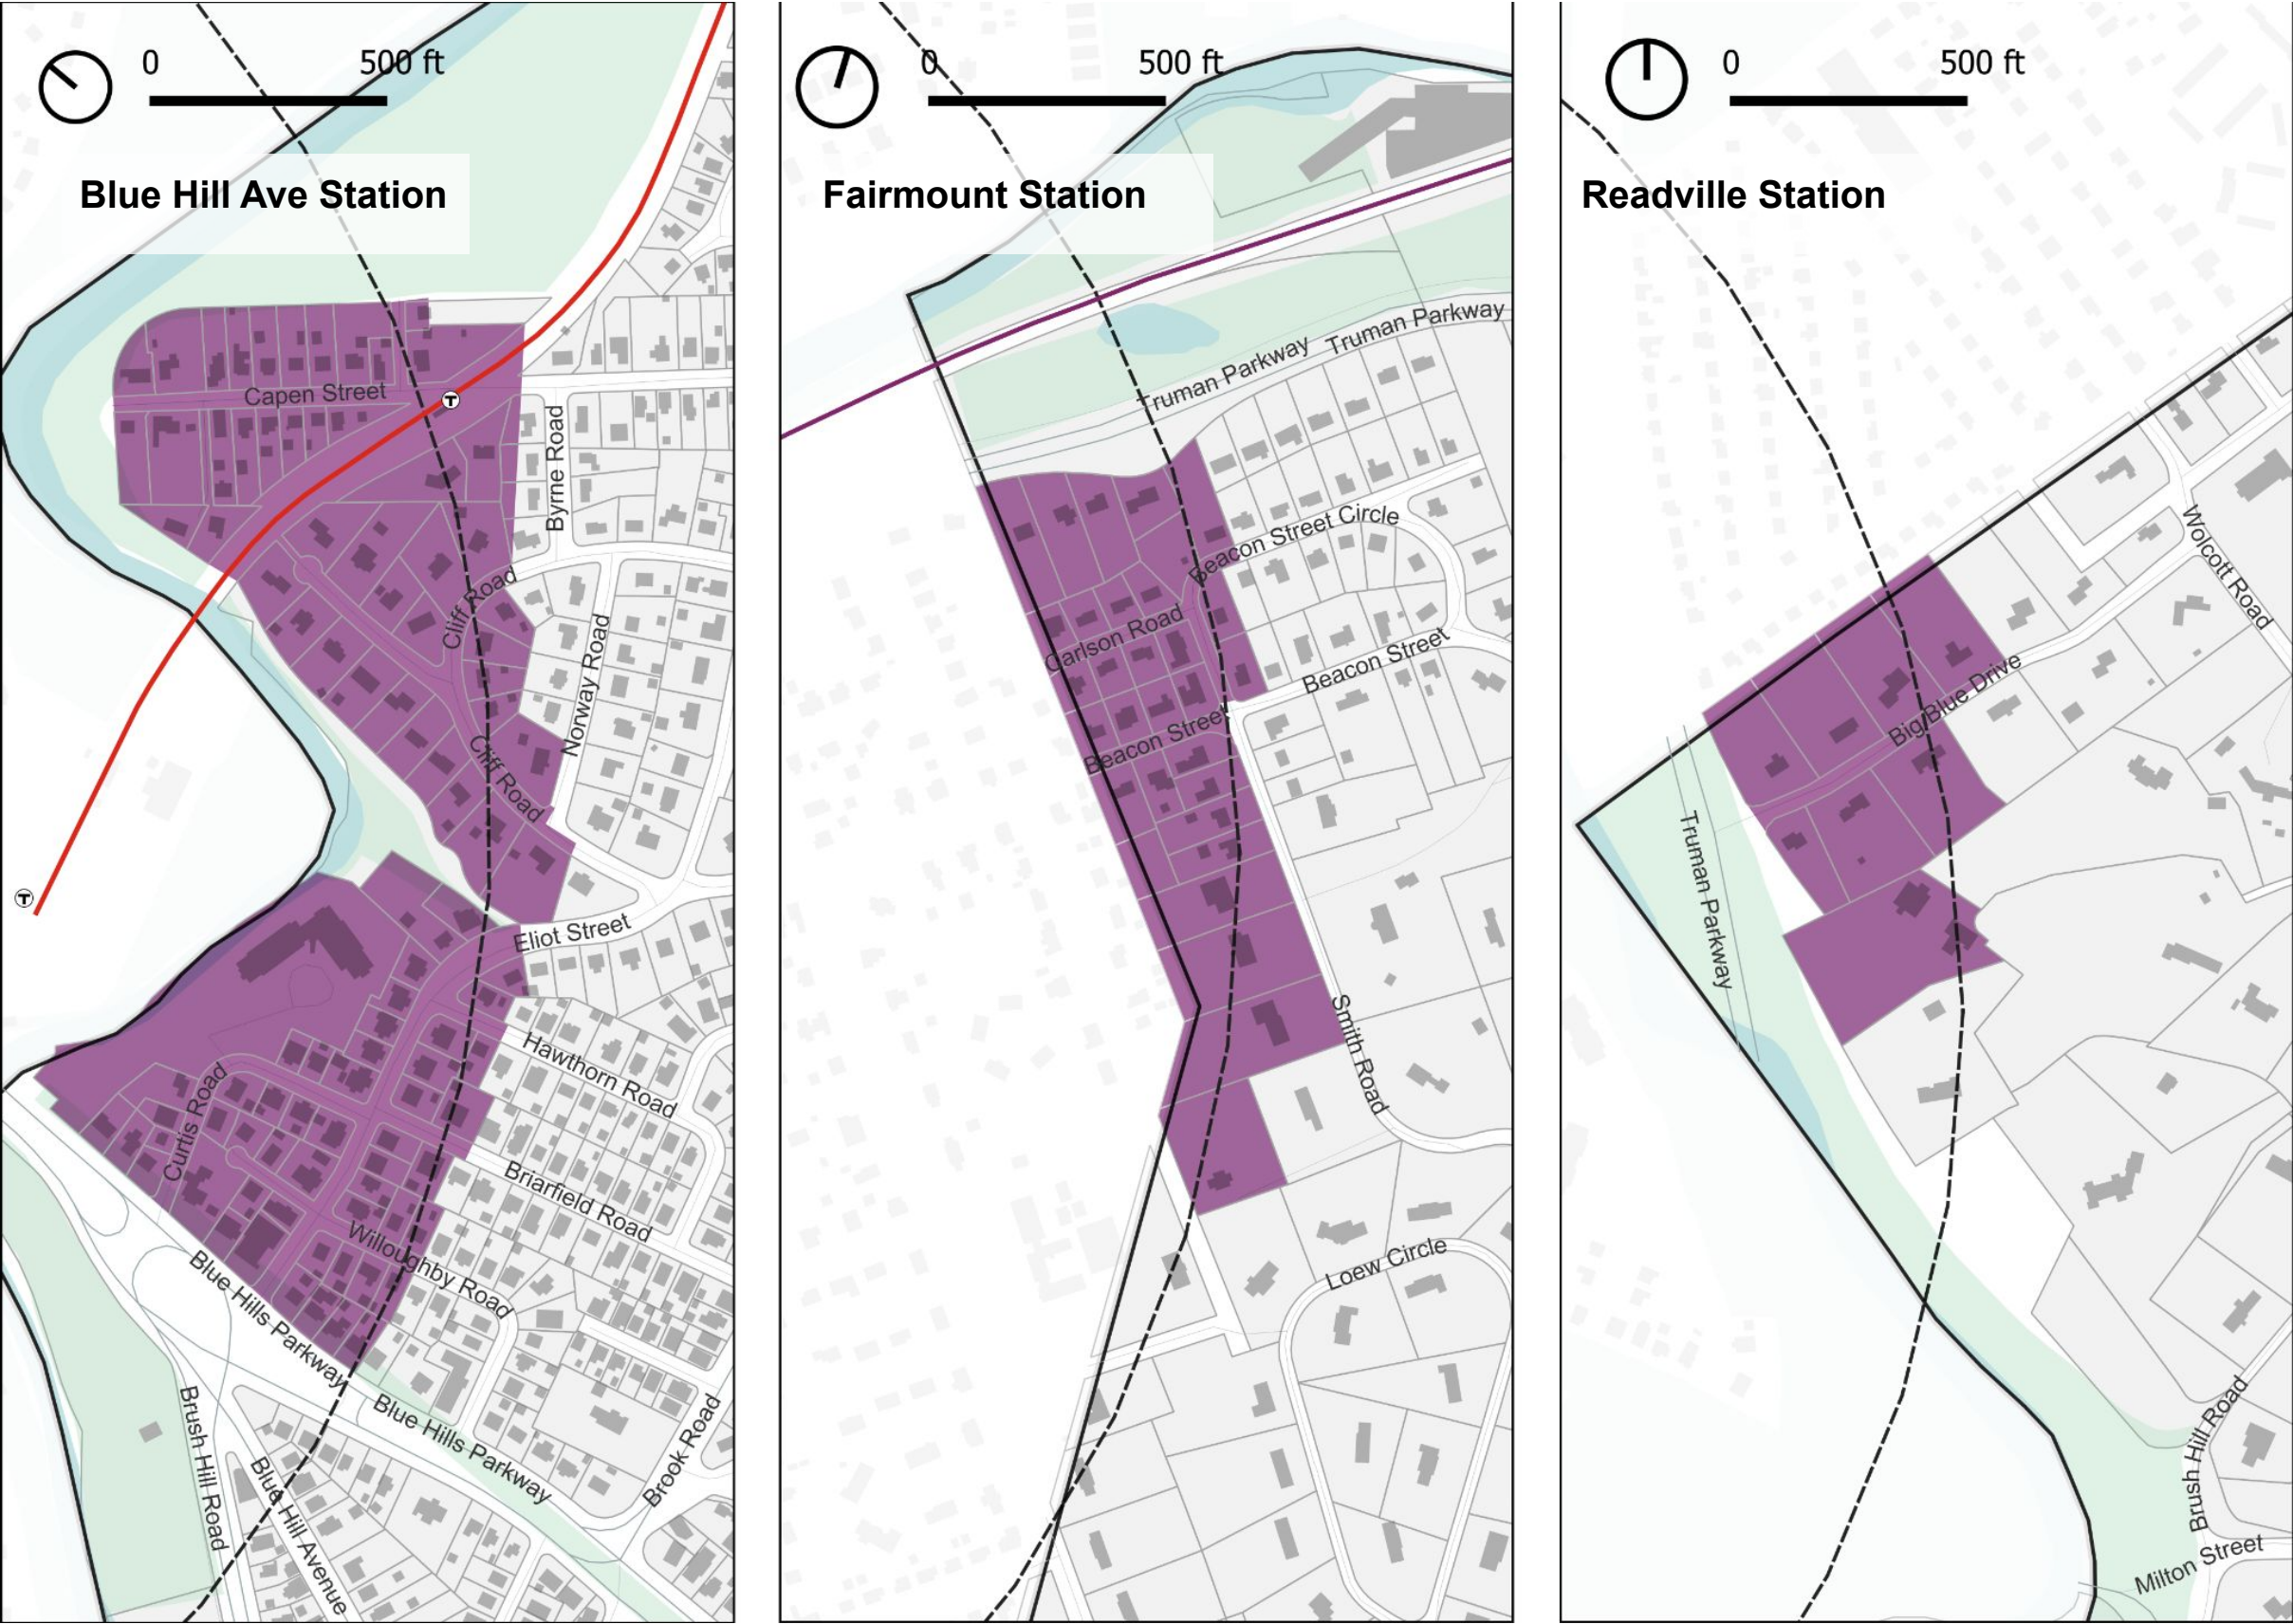 0 500 ft
Blue Hill Ave Station
Capen Street
Byrne Road
Cliff Road
Norway Road
Cliff Road
Eliot Street
Hawthorn Road
Curtis Road
Briarfield Road
Willoughby Road
Blue Hills Parkway
Blue Hills Parkway
Brush Hill Road
Blue Hill Avenue
Brook Road
T
T
0 500 ft
Fairmount Station
Truman Parkway
Truman Parkway
Beacon Street Circle
Carlson Road
Beacon Street
Beacon Street
Smith Road
Loew Circle
0 500 ft
Readville Station
Wolcott Road
Big Blue Drive
Truman Parkway
Brush Hill Road
Milton Street